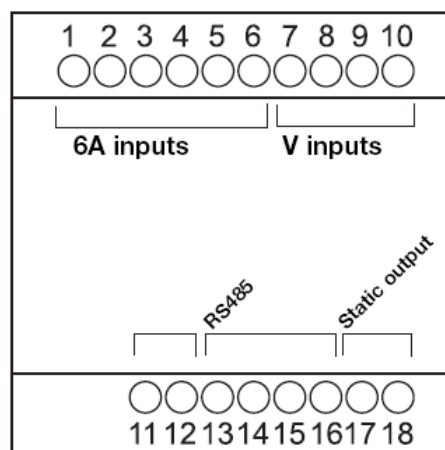 1 2 3 4 5 6 7 8 9 10
6A inputs V inputs
RS485
Static output
11 12 13 14 15 16 17 18